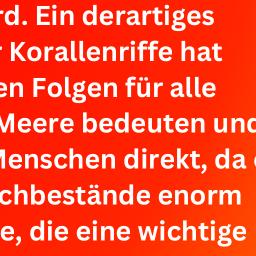 rd. Ein derartiges
r Korallenriffe hat
en Folgen für alle
Meere bedeuten und
Menschen direkt, da
chbestände enorm
e, die eine wichtige